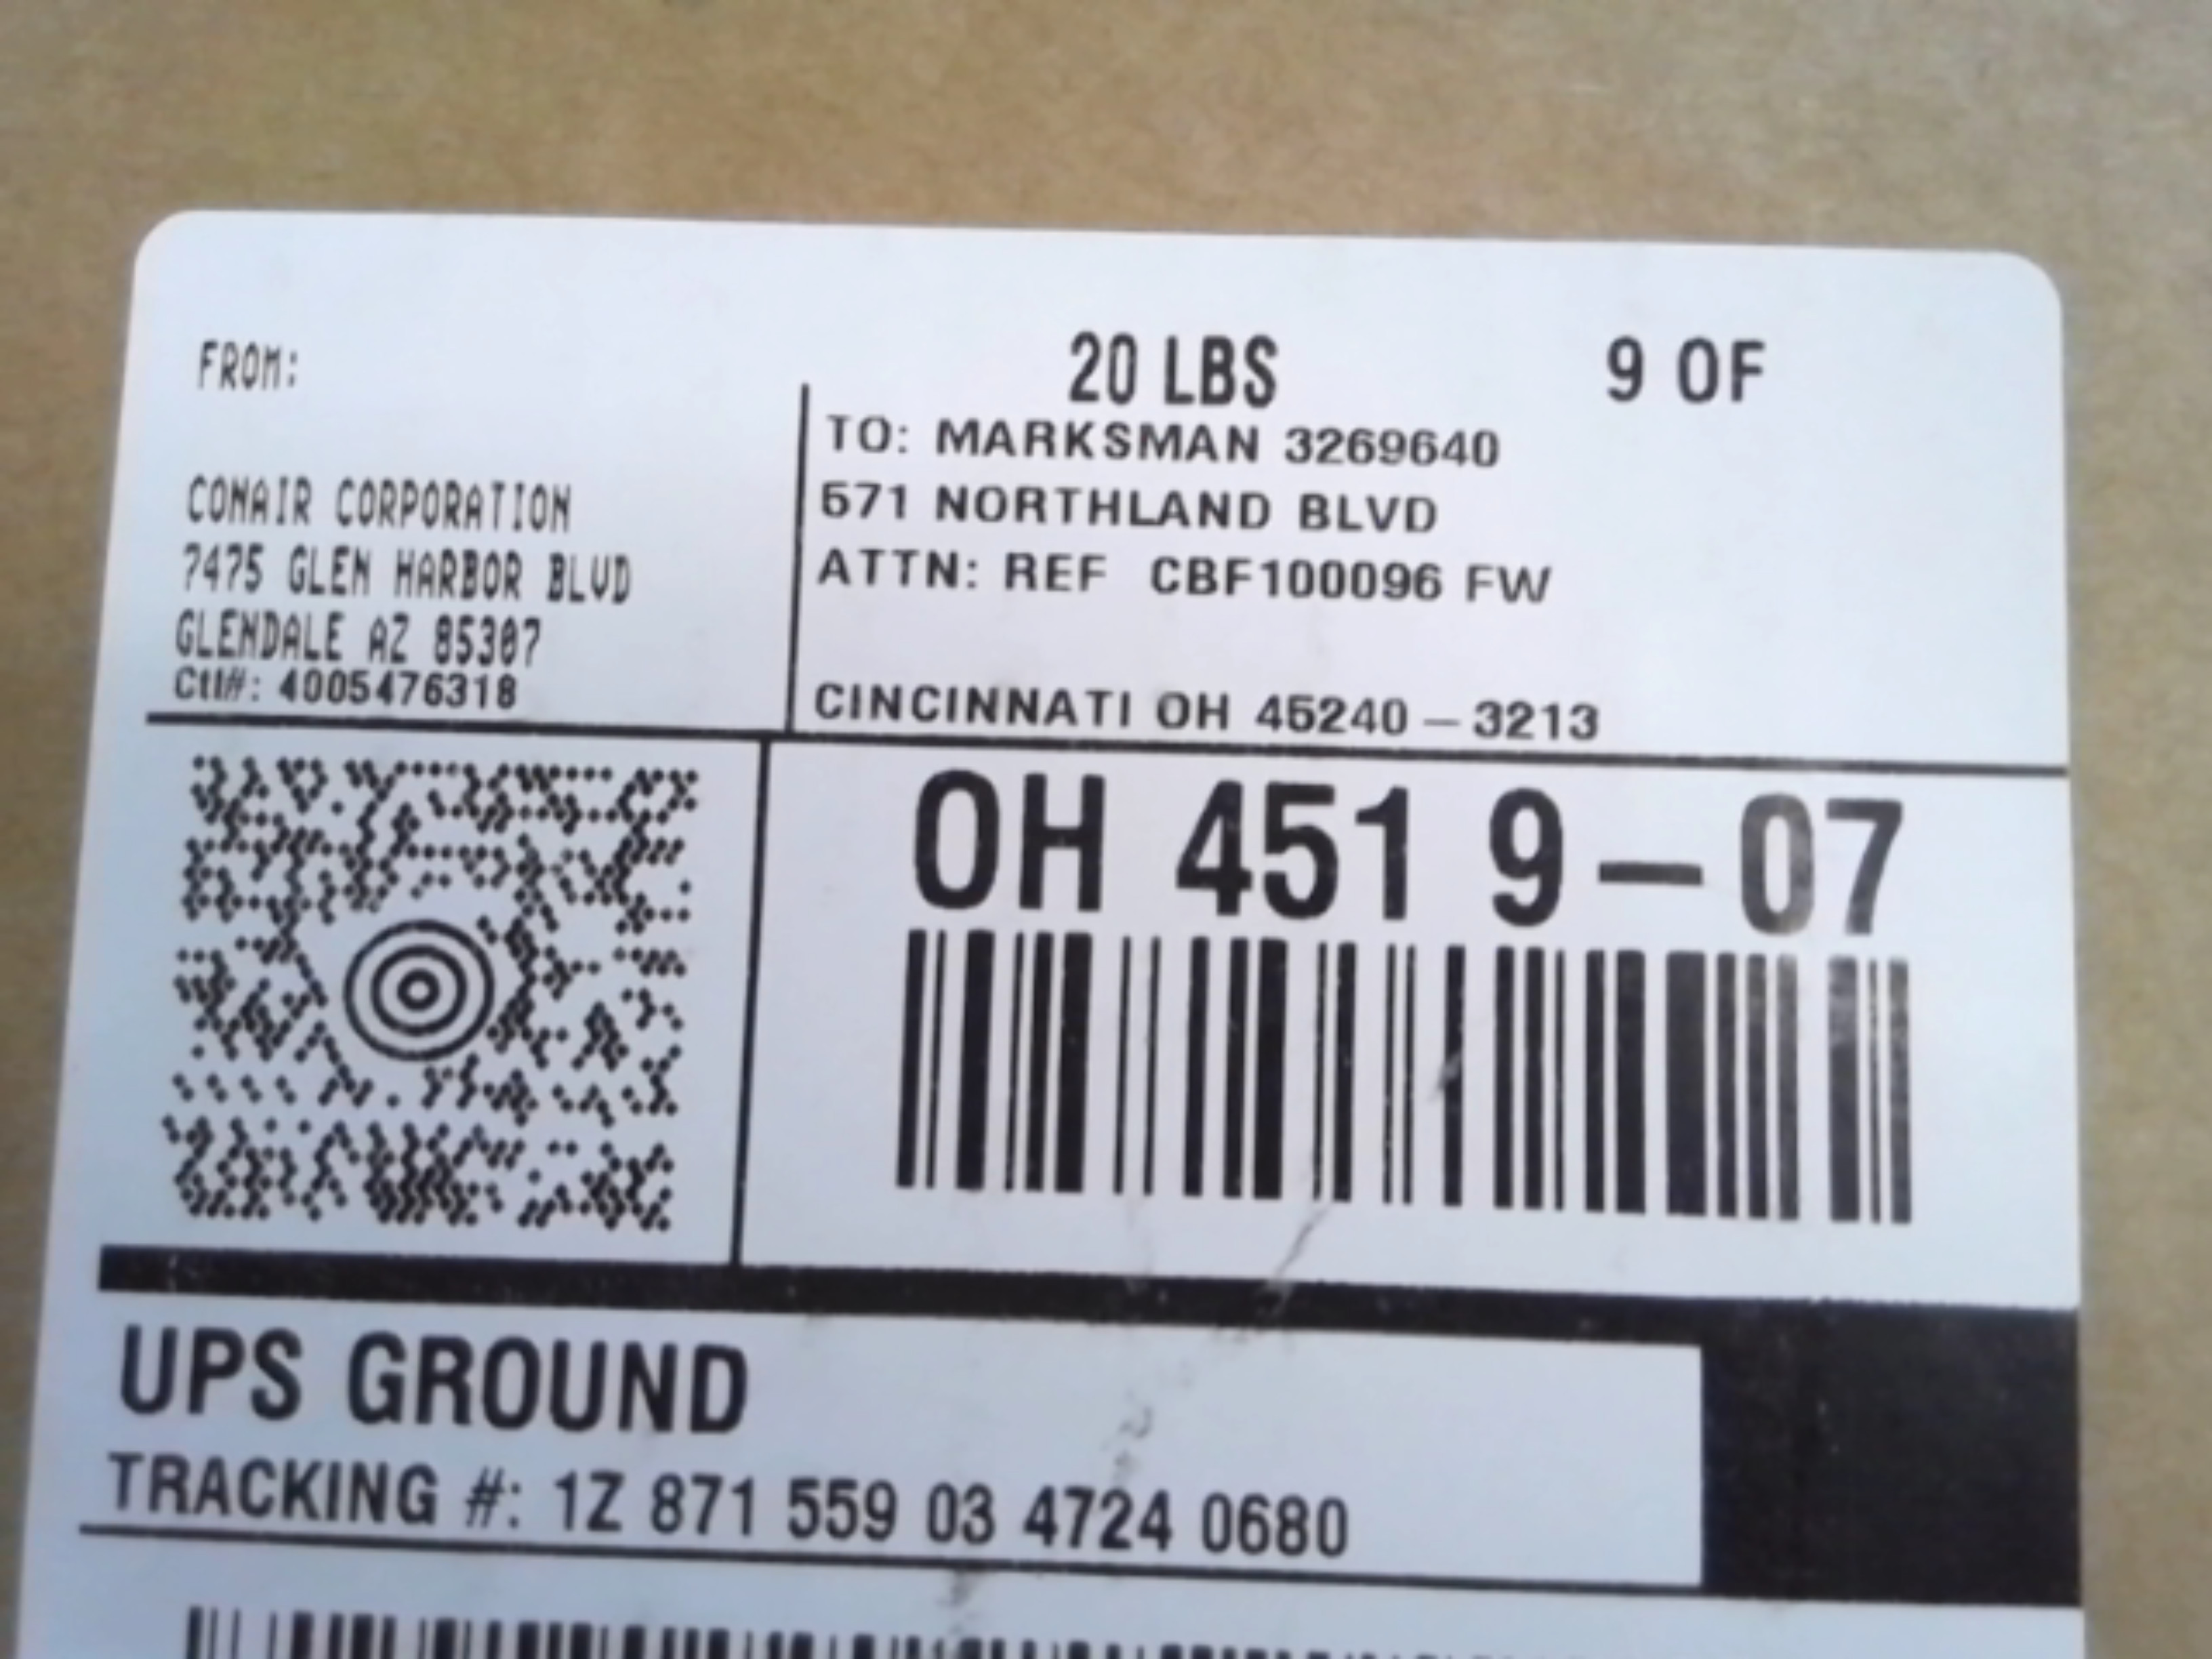 FROM:
CONAIR CORPORATION
7475 GLEN HARBOR BLVD
GLENDALE AZ 85307
Ctl#: 4005476318
20 LBS
9 OF
TO: MARKSMAN 3269640
571 NORTHLAND BLVD
ATTN: REF CBF100096 FW
CINCINNATI OH 45240-3213
OH 451 9-07
UPS GROUND
TRACKING #: 1Z 871 559 03 4724 0680